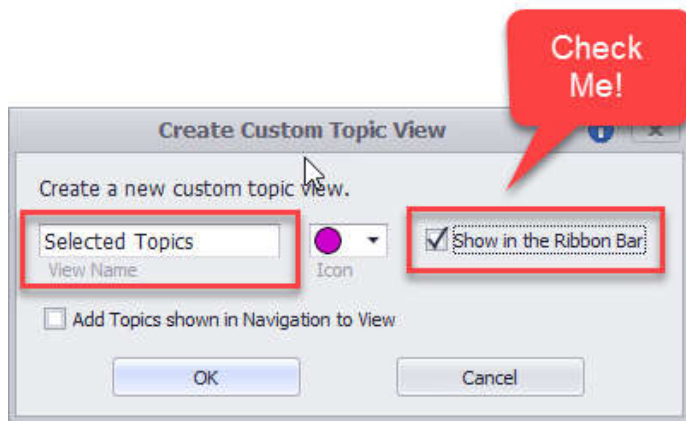 Check
Me!
Create Custom Topic View
Create a new custom topic view.
Selected Topics
Show in the Ribbon Bar
View Name
Icon
Add Topics shown in Navigation to View
OK
Cancel